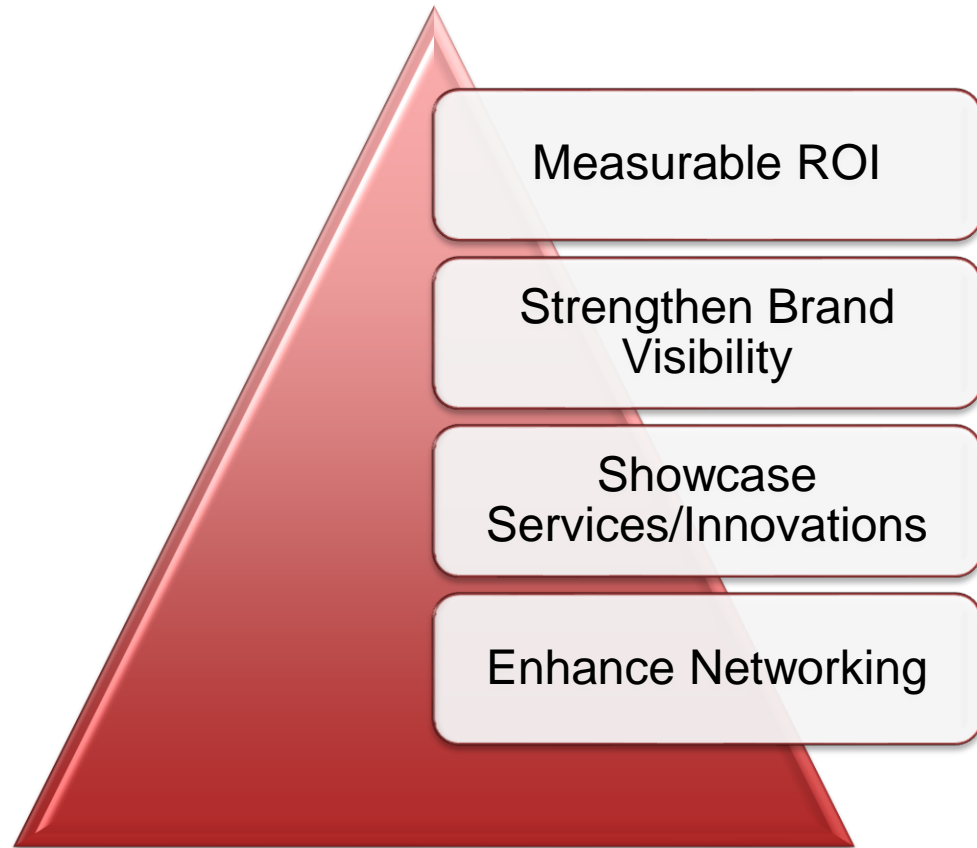 Measurable ROI
Strengthen Brand
Visibility
Showcase
Services/Innovations
Enhance Networking